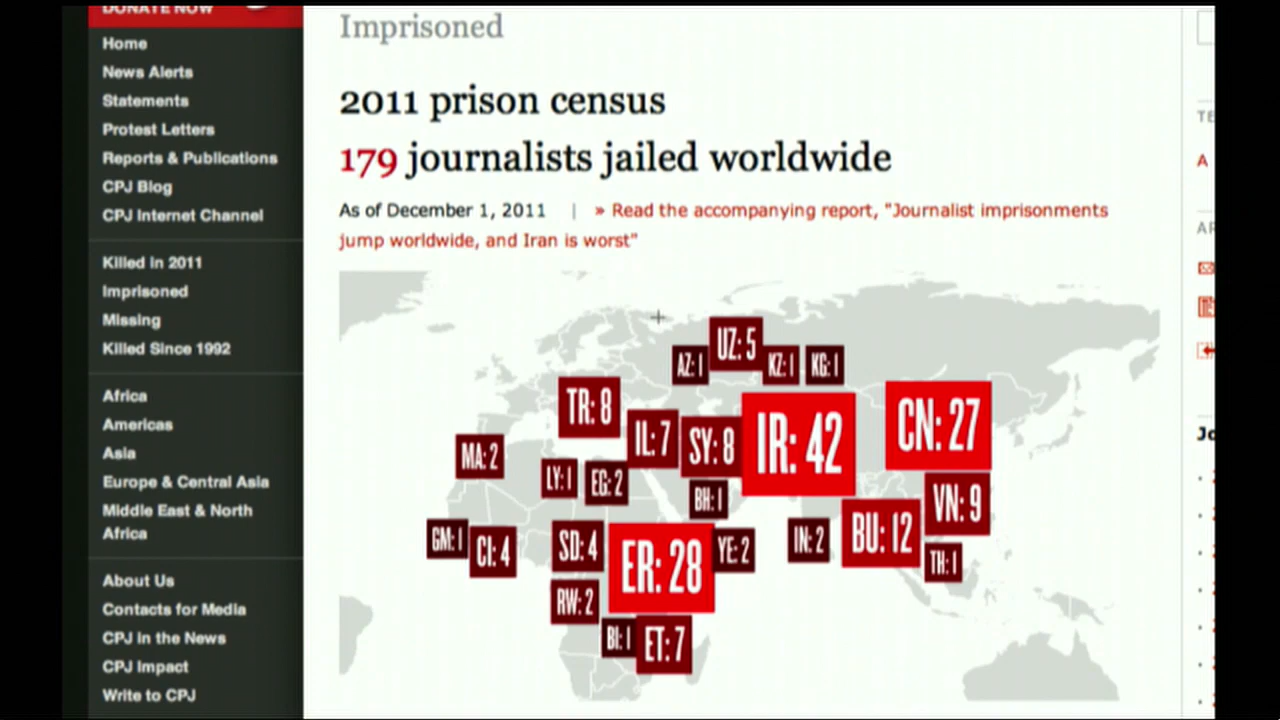 DONATE NOW
Home
News Alerts
Statements
Protest Letters
Reports & Publications
CPJ Blog
CPJ Internet Channel
Killed in 2011
Imprisoned
Missing
Killed Since 1992
Africa
Americas
Asia
Europe & Central Asia
Middle East & North
Africa
About Us
Contacts for Media
CPJ in the News
CPJ Impact
Write to CPJ
Imprisoned
2011 prison census
179 journalists jailed worldwide
As of December 1, 2011 | » Read the accompanying report, "Journalist imprisonments
jump worldwide, and Iran is worst"
UZ: 5
AZ: 1
KZ: 1
KG: 1
TR: 8
IL: 7
SY: 8
IR: 42
CN: 27
MA: 2
LY: 1
EG: 2
BH: 1
VN: 9
GM: 1
CI: 4
SD: 4
ER: 28
YE: 2
IN: 2
BU: 12
TH: 1
RW: 2
BI: 1
ET: 7
TE
A
AR
Jo